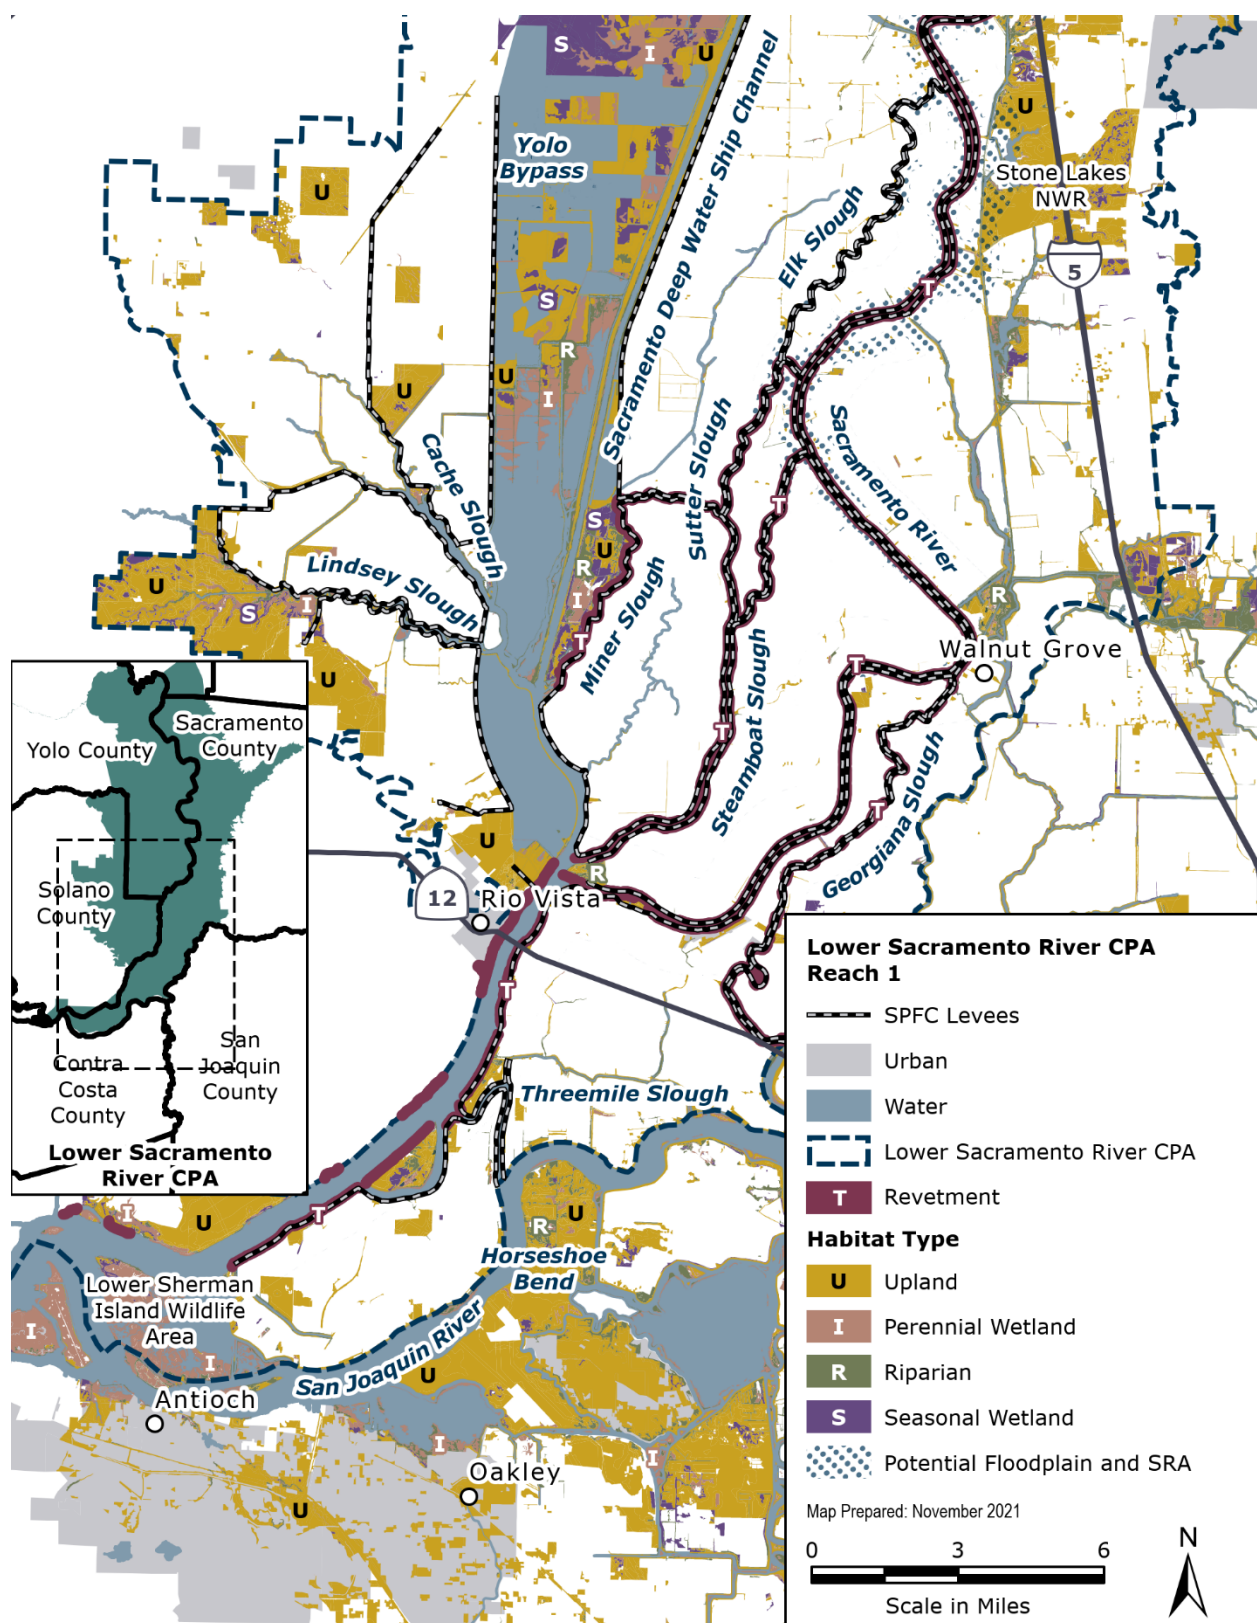 S
I
U
U
Yolo
Bypass
Sacramento Deep Water Ship Channel
U
Stone Lakes
NWR
Elk Slough
5
T
S
R
U
U
I
Cache Slough
Sutter Slough
Sacramento River
T
S
U
R
I
T
Miner Slough
U
Lindsey Slough
I
S
U
R
Walnut Grove
T
Steamboat Slough
T
T
Georgiana Slough
U
R
12
Rio Vista
T
Threemile Slough
T
I
U
R
U
Horseshoe
Bend
Lower Sherman
Island Wildlife
Area
I
I
San Joaquin River
U
Antioch
I
I
Oakley
U
Yolo County
Sacramento
County
Solano
County
Contra
Costa
County
San
Joaquin
County
Lower Sacramento
River CPA
Lower Sacramento River CPA
Reach 1
SPFC Levees
Urban
Water
Lower Sacramento River CPA
T Revetment
Habitat Type
U Upland
I Perennial Wetland
R Riparian
S Seasonal Wetland
Potential Floodplain and SRA
Map Prepared: November 2021
0 3 6
Scale in Miles
N